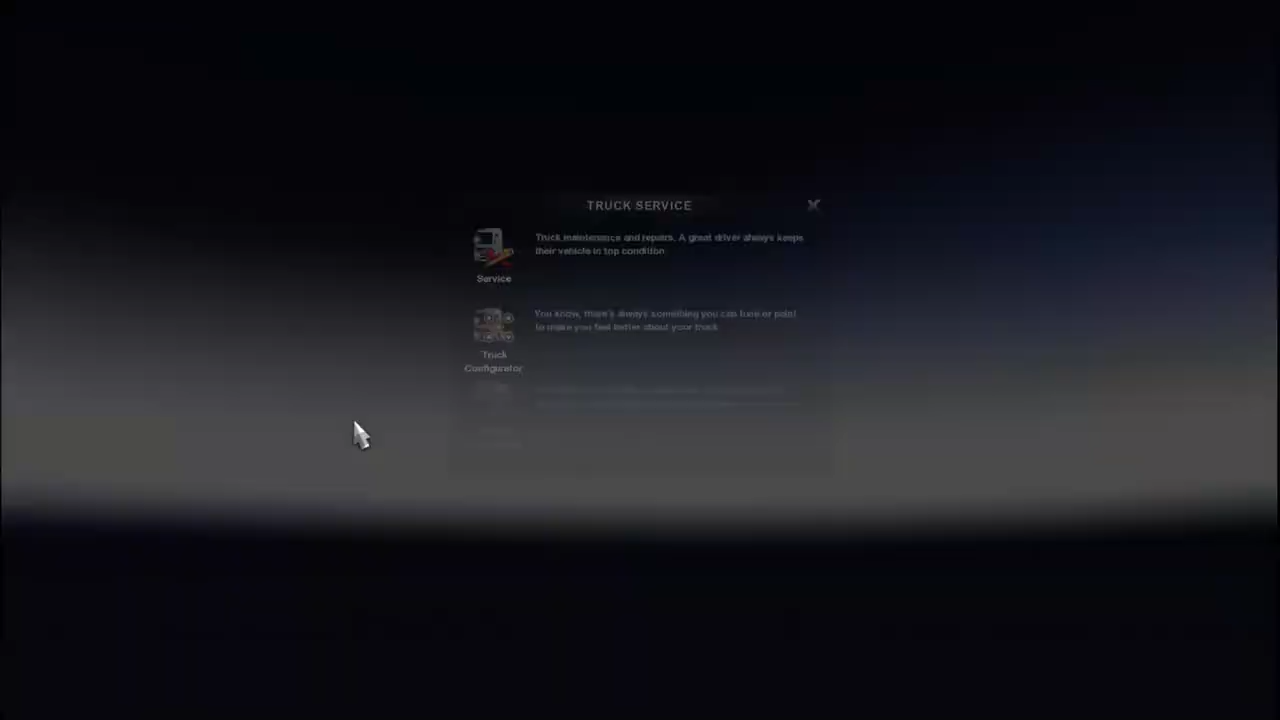 TRUCK SERVICE
Truck maintenance and repairs. A great driver always keeps
their vehicle in top condition.
Service
You know, there's always something you can tune or paint
to make you feel better about your truck.
Truck
Configurator